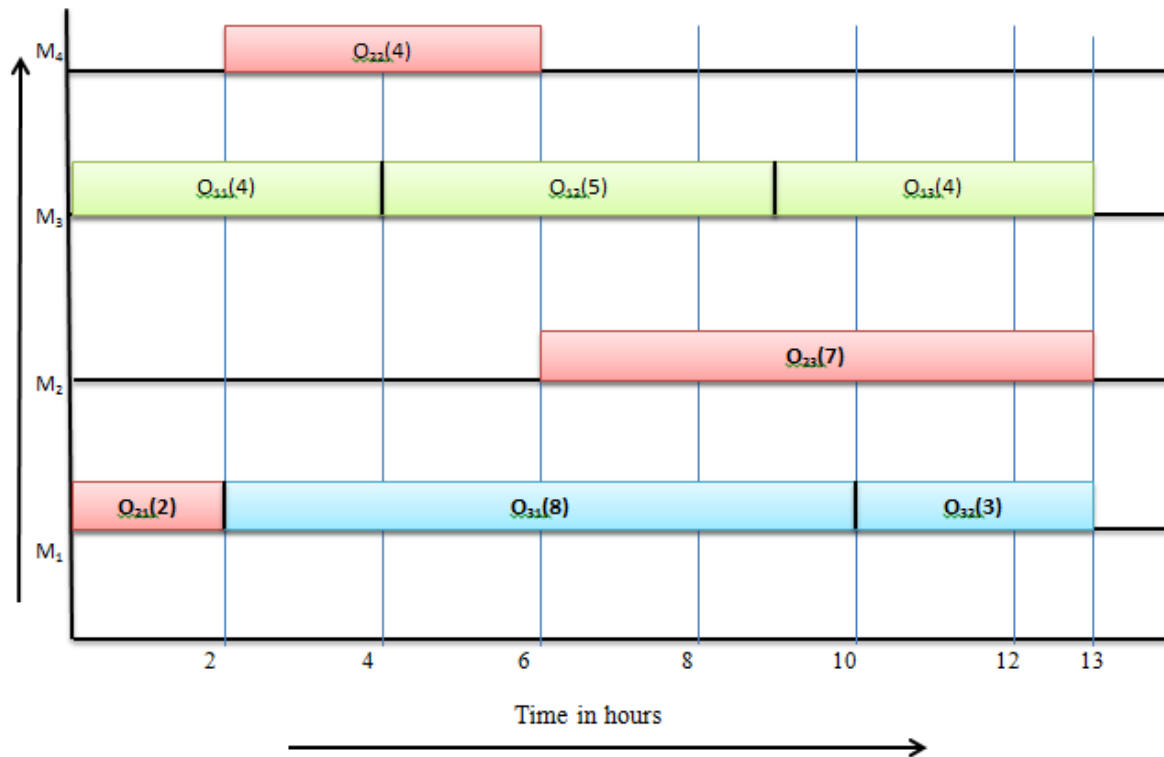 M₄ O₂₂(4)
O₁₁(4) O₁₂(5) O₁₃(4)
M₃
O₂₃(7)
M₂
O₂₁(2) O₃₁(8) O₃₂(3)
M₁
2 4 6 8 10 12 13
Time in hours